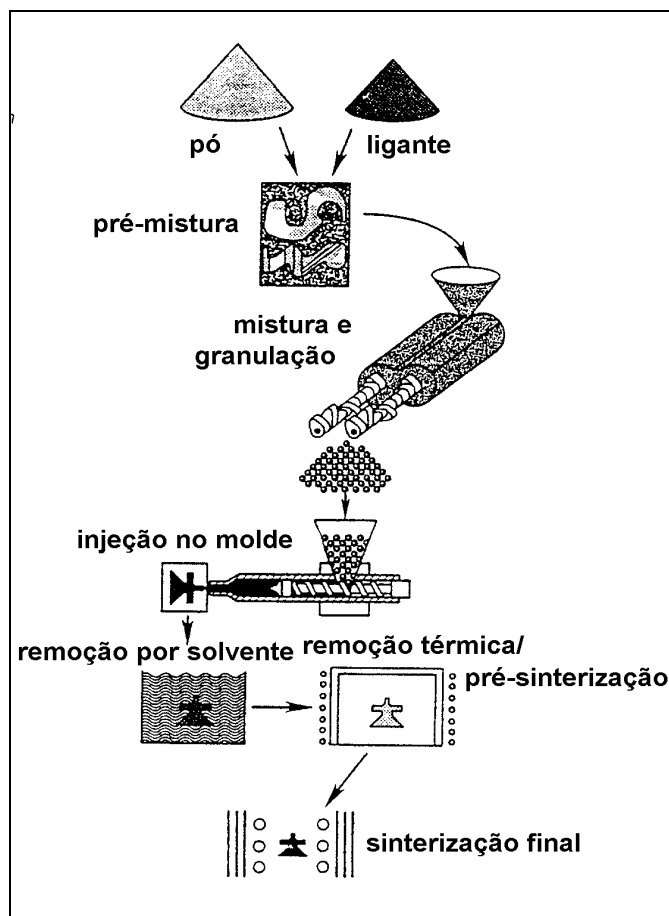 pó
ligante
pré-mistura
mistura e
granulação
injeção no molde
remoção por solvente
remoção térmica/
pré-sinterização
sinterização final